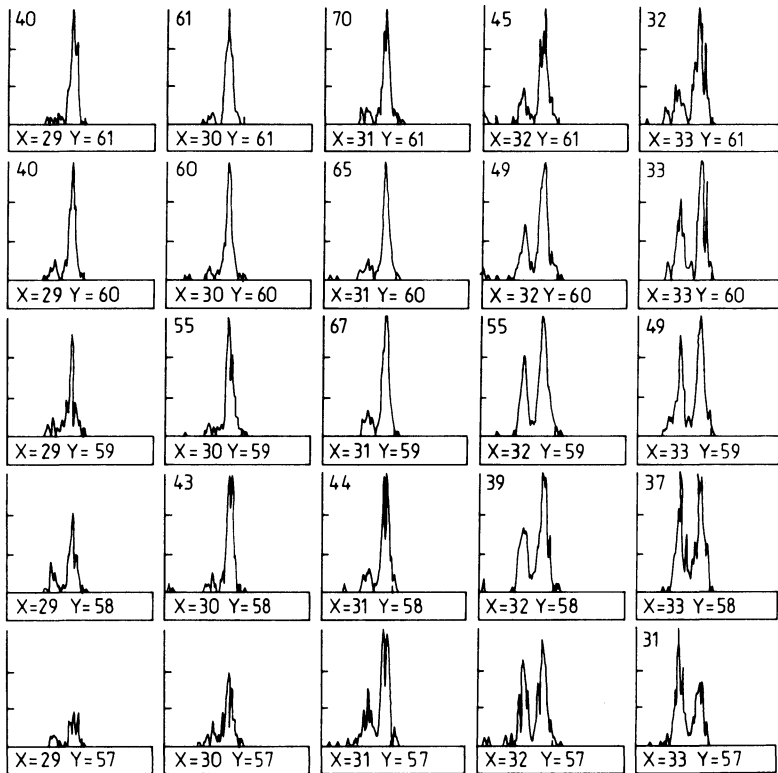 40 61 70 45 32
X=29 Y=61 X=30 Y=61 X=31 Y=61 X=32 Y=61 X=33 Y=61
40 60 65 49 33
X=29 Y=60 X=30 Y=60 X=31 Y=60 X=32 Y=60 X=33 Y=60
55 67 55 49
X=29 Y=59 X=30 Y=59 X=31 Y=59 X=32 Y=59 X=33 Y=59
43 44 39 37
X=29 Y=58 X=30 Y=58 X=31 Y=58 X=32 Y=58 X=33 Y=58
31
X=29 Y=57 X=30 Y=57 X=31 Y=57 X=32 Y=57 X=33 Y=57